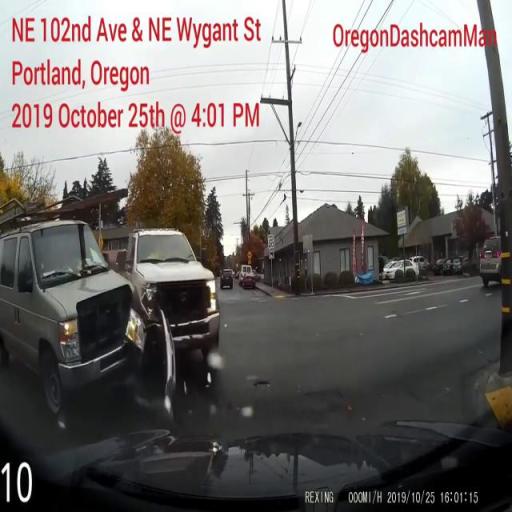 NE 102nd Ave & NE Wygant St
OregonDashcamMan
Portland, Oregon
2019 October 25th @ 4:01 PM
10
REXING 000MI/H 2019/10/25 16:01:15